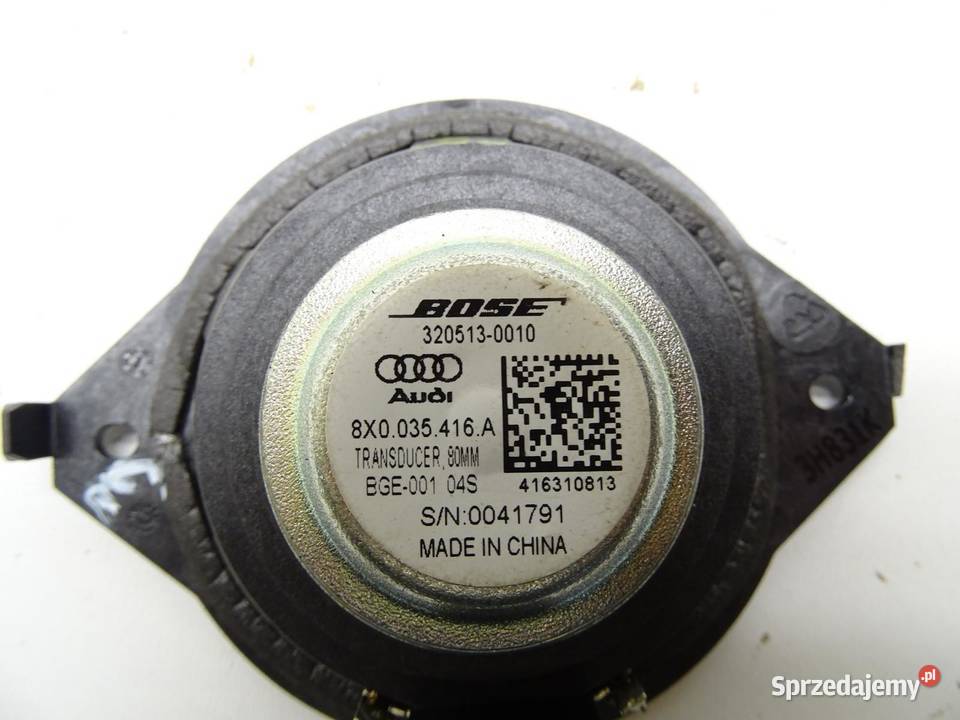 BOSE
320513-0010
Audi
8X0.035.416.A
TRANSDUCER, 80MM
BGE-001 04S
416310813
S/N:0041791
MADE IN CHINA
Sprzedajemy.pl